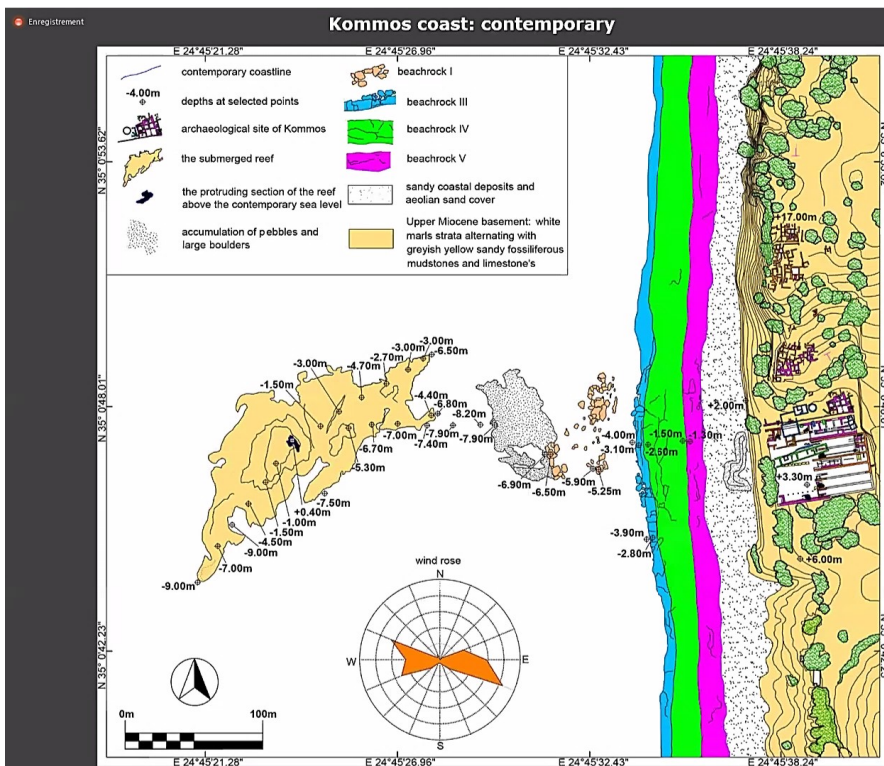 Enregistrement
Kommos coast: contemporary
E 24°45'21.28"
E 24°45'26.96"
E 24°45'32.43"
E 24°45'38.24"
contemporary coastline
-4.00m
depths at selected points
archaeological site of Kommos
the submerged reef
the protruding section of the reef
above the contemporary sea level
accumulation of pebbles and
large boulders
beachrock I
beachrock III
beachrock IV
beachrock V
sandy coastal deposits and
aeolian sand cover
Upper Miocene basement: white
marls strata alternating with
greyish yellow sandy fossiliferous
mudstones and limestone's
N 35° 0'53.62"
N 35° 0'48.01"
N 35° 0'42.23"
+17.00m
-3.00m
-3.00m
-6.50m
-2.70m
-4.70m
-3.00m
-1.50m
-4.40m
-6.80m
-8.20m
-7.00m
-7.90m
-7.40m
-7.90m
-6.70m
-5.30m
-7.50m
+0.40m
-1.00m
-1.50m
-4.50m
-9.00m
-7.00m
-9.00m
-6.90m
-6.50m
-5.90m
-5.25m
+2.00m
-4.00m
-1.50m
-1.30m
-3.10m
-2.60m
+3.30m
-3.90m
-2.80m
+6.00m
wind rose
N
W
E
S
0m
100m
E 24°45'21.28"
E 24°45'26.96"
E 24°45'32.43"
E 24°45'38.24"